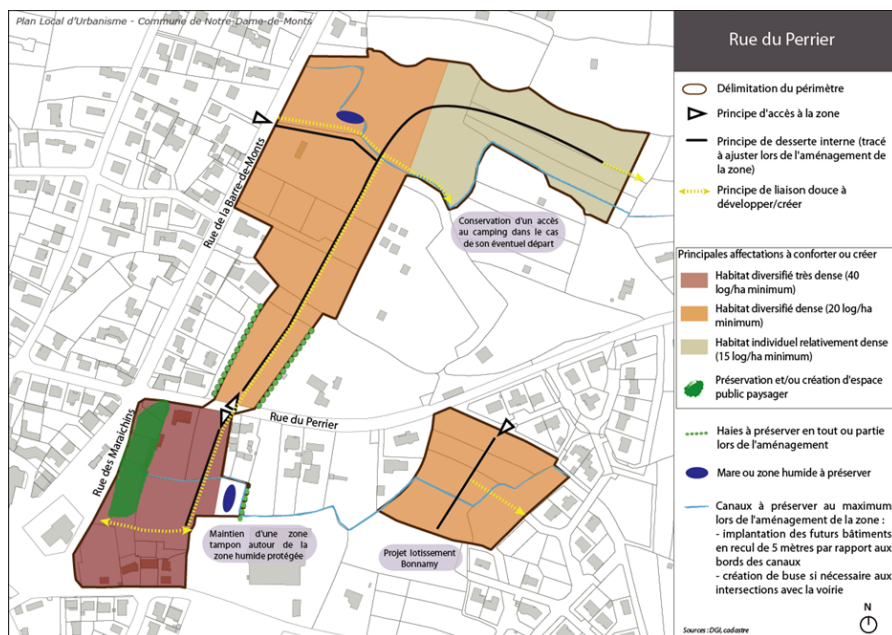 Plan Local d'Urbanisme - Commune de Notre-Dame-de-Monts
Rue du Perrier
Délimitation du périmètre
Principe d'accès à la zone
Principe de desserte interne (tracé
à ajuster lors de l'aménagement de
la zone)
Principe de liaison douce à
développer/créer
Principales affectations à conforter ou créer
Habitat diversifié très dense (40
log/ha minimum)
Habitat diversifié dense (20 log/ha
minimum)
Habitat individuel relativement dense
(15 log/ha minimum)
Préservation et/ou création d'espace
public paysager
Haies à préserver en tout ou partie
lors de l'aménagement
Mare ou zone humide à préserver
Canaux à préserver au maximum
lors de l'aménagement de la zone :
- implantation des futurs bâtiments
en recul de 5 mètres par rapport aux
bords des canaux
- création de buse si nécessaire aux
intersections avec la voirie
N
Sources : DGI, cadastre
Rue de la Barre-de-Monts
Conservation d'un accès
au camping dans le cas
de son éventuel départ
Rue du Perrier
Rue des Maraîchins
Maintien d'une zone
tampon autour de la
zone humide protégée
Projet lotissement
Bonnamy